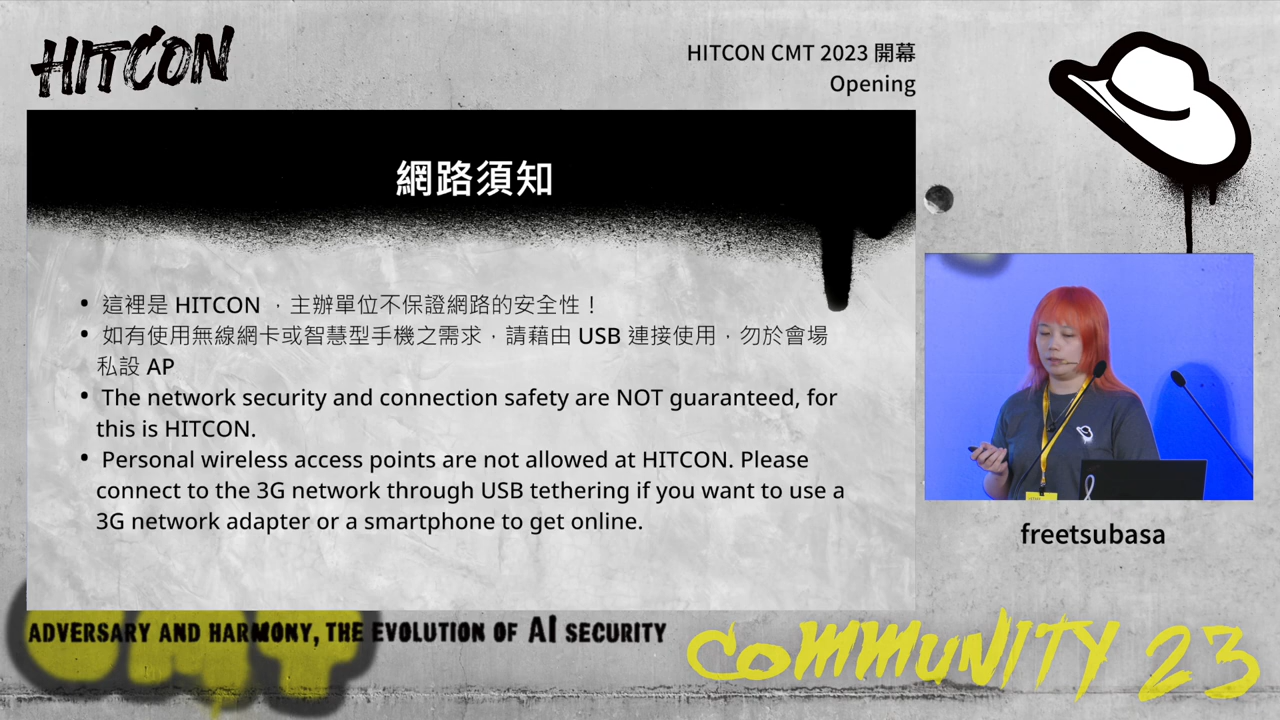 HITCON
HITCON CMT 2023 開幕
Opening
網路須知
• 這裡是 HITCON ，主辦單位不保證網路的安全性！
• 如有使用無線網卡或智慧型手機之需求，請藉由 USB 連接使用，勿於會場
私設 AP
• The network security and connection safety are NOT guaranteed, for
this is HITCON.
• Personal wireless access points are not allowed at HITCON. Please
connect to the 3G network through USB tethering if you want to use a
3G network adapter or a smartphone to get online.
freetsubasa
CMT
ADVERSARY AND HARMONY, THE EVOLUTION OF AI SECURITY
COMMUNITY 23